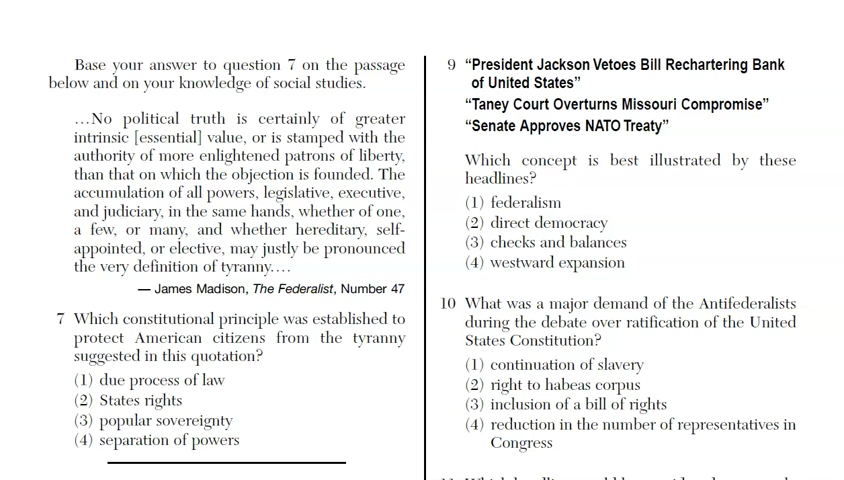 Base your answer to question 7 on the passage
below and on your knowledge of social studies.
…No political truth is certainly of greater
intrinsic [essential] value, or is stamped with the
authority of more enlightened patrons of liberty,
than that on which the objection is founded. The
accumulation of all powers, legislative, executive,
and judiciary, in the same hands, whether of one,
a few, or many, and whether hereditary, self-
appointed, or elective, may justly be pronounced
the very definition of tyranny.…
— James Madison, The Federalist, Number 47
7 Which constitutional principle was established to
protect American citizens from the tyranny
suggested in this quotation?
(1) due process of law
(2) States rights
(3) popular sovereignty
(4) separation of powers
9 “President Jackson Vetoes Bill Rechartering Bank
of United States”
“Taney Court Overturns Missouri Compromise”
“Senate Approves NATO Treaty”
Which concept is best illustrated by these
headlines?
(1) federalism
(2) direct democracy
(3) checks and balances
(4) westward expansion
10 What was a major demand of the Antifederalists
during the debate over ratification of the United
States Constitution?
(1) continuation of slavery
(2) right to habeas corpus
(3) inclusion of a bill of rights
(4) reduction in the number of representatives in
Congress